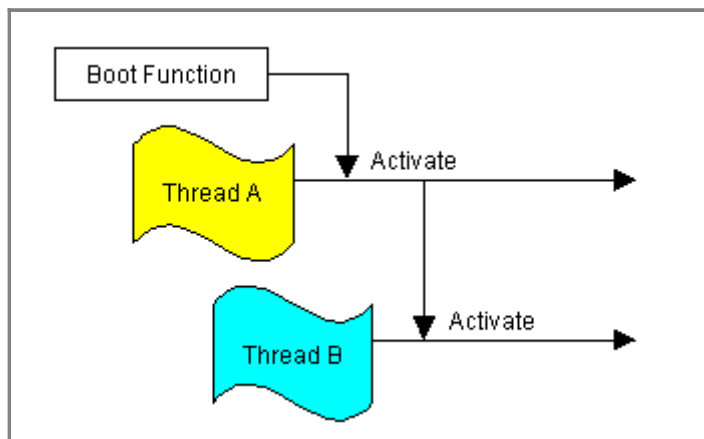 Boot Function
Activate
Thread A
Activate
Thread B